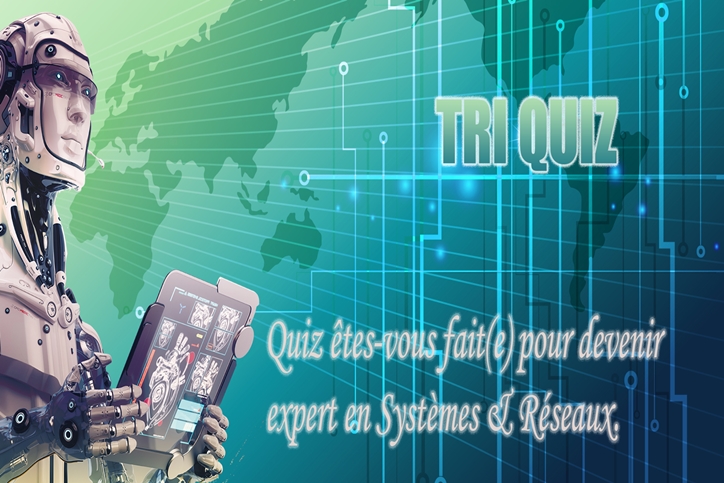 TRI QUIZ
Quiz êtes-vous fait(e) pour devenir
expert en Systèmes & Réseaux.